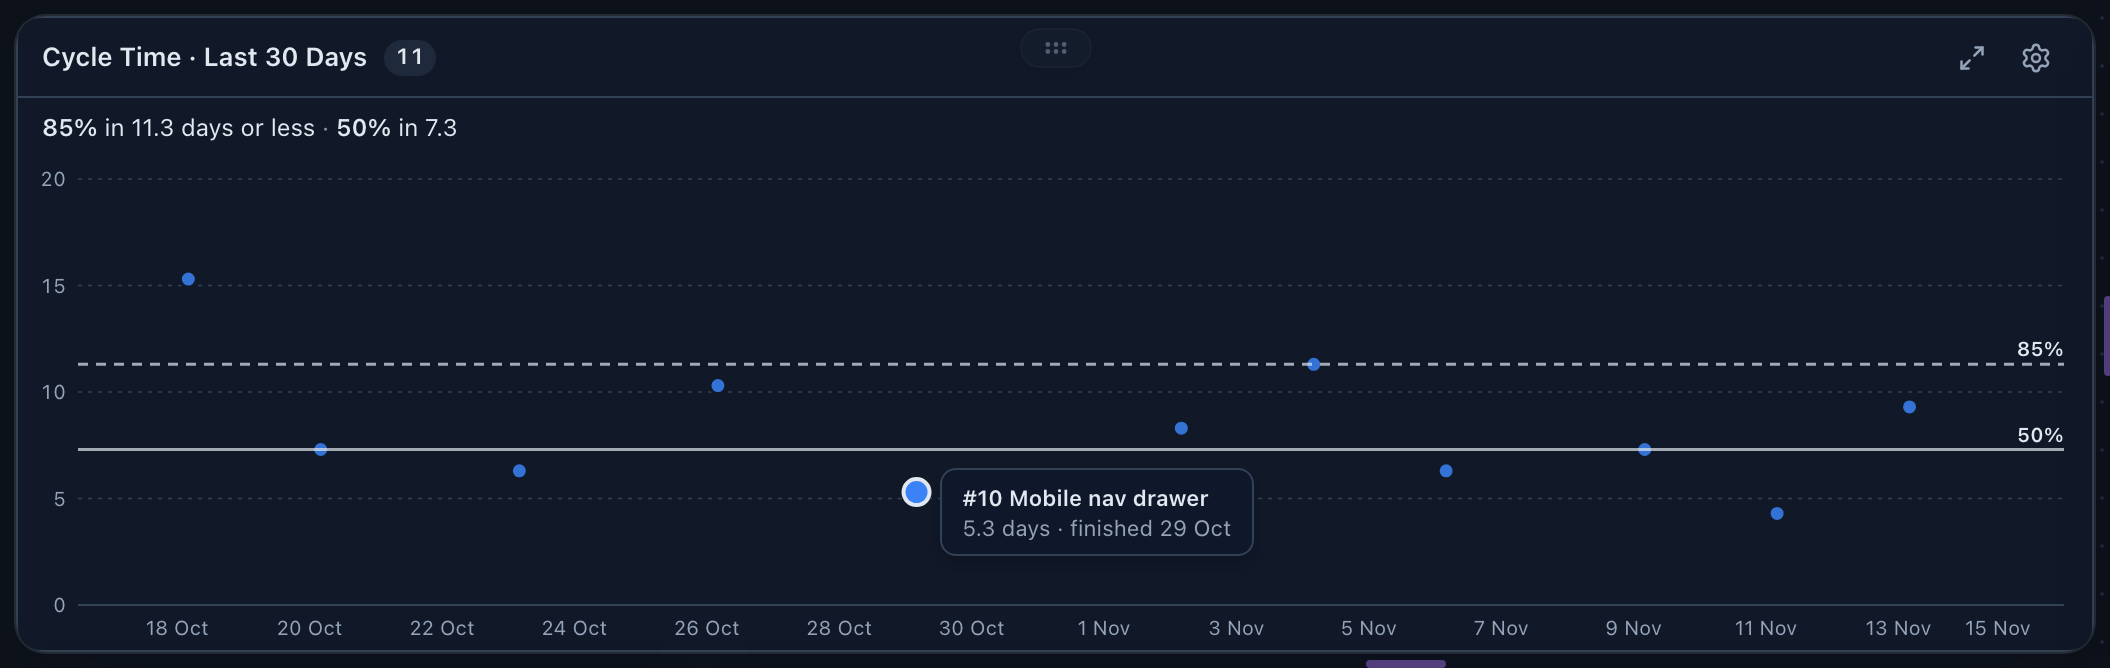 Cycle Time · Last 30 Days 11
85% in 11.3 days or less · 50% in 7.3
20
15
85%
10
50%
5
#10 Mobile nav drawer
5.3 days · finished 29 Oct
0
18 Oct 20 Oct 22 Oct 24 Oct 26 Oct 28 Oct 30 Oct 1 Nov 3 Nov 5 Nov 7 Nov 9 Nov 11 Nov 13 Nov 15 Nov